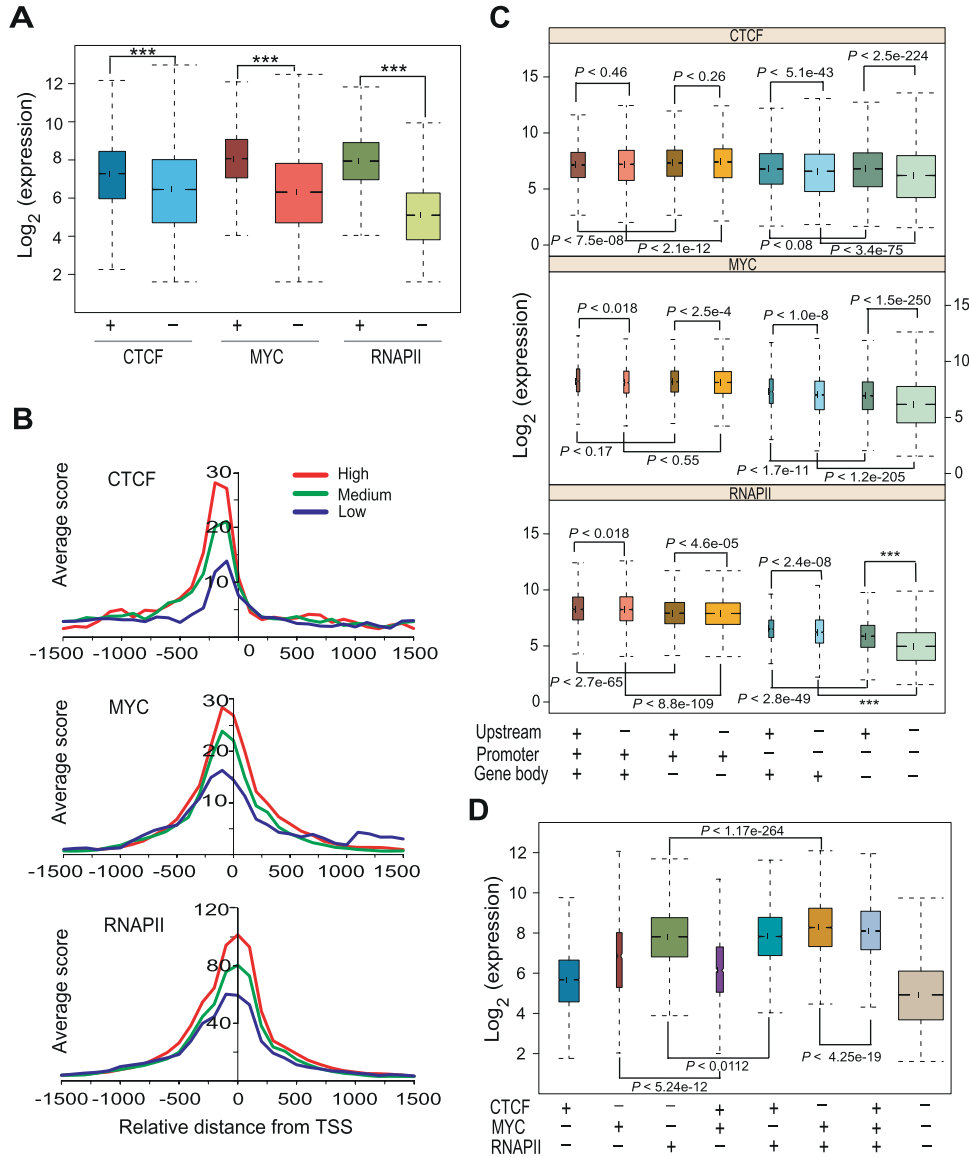 A
12
10
8
6
4
2
Log2 (expression)
*** *** ***
+ − + − + −
CTCF MYC RNAPII
B
CTCF
High
Medium
Low
30
20
10
Average score
-1500 -1000 -500 0 500 1000 1500
MYC
30
20
10
Average score
-1500 -1000 -500 0 500 1000 1500
RNAPII
120
80
40
Average score
-1500 -1000 -500 0 500 1000 1500
Relative distance from TSS
C
CTCF
15
10
5
0
P < 0.46 P < 0.26 P < 5.1e-43 P < 2.5e-224
P < 7.5e-08 P < 2.1e-12 P < 0.08 P < 3.4e-75
MYC
15
10
5
0
Log2 (expression)
P < 0.018 P < 2.5e-4 P < 1.0e-8 P < 1.5e-250
P < 0.17 P < 0.55 P < 1.7e-11 P < 1.2e-205
RNAPII
15
10
5
0
P < 0.018 P < 4.6e-05 P < 2.4e-08 ***
P < 2.7e-65 P < 8.8e-109 P < 2.8e-49 ***
Upstream + − + − + − + −
Promoter + + + + − − − −
Gene body + + − − + + − −
D
12
10
8
6
4
2
Log2 (expression)
P < 1.17e-264
P < 5.24e-12 P < 0.0112 P < 4.25e-19
CTCF + − − + + − + −
MYC − + − + − + + −
RNAPII − − + − + + + −